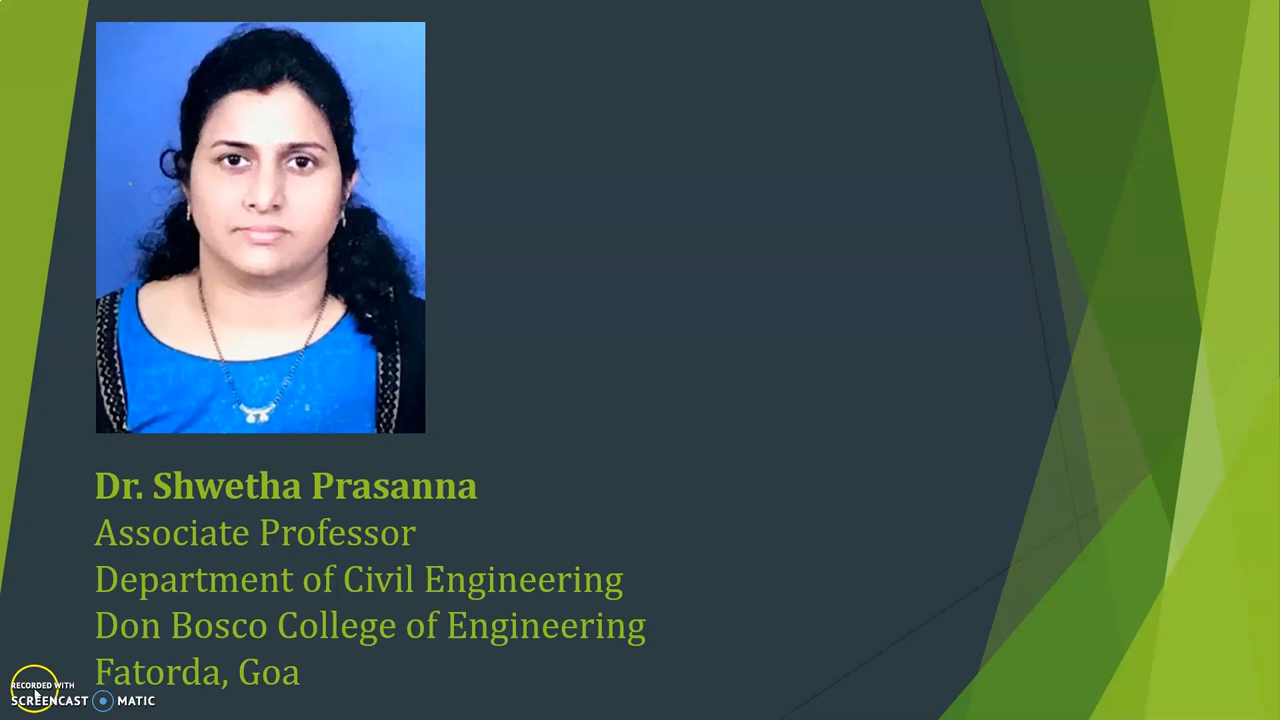 Dr. Shwetha Prasanna
Associate Professor
Department of Civil Engineering
Don Bosco College of Engineering
Fatorda, Goa
RECORDED WITH
SCREENCAST MATIC